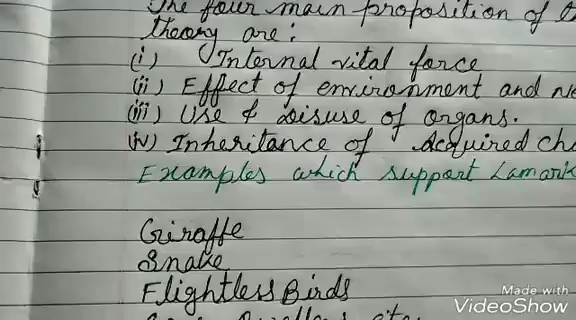 The four main proposition of
theory are:
(i) Internal vital force
(ii) Effect of environment and
(iii) Use & Disuse of organs.
(iv) Inheritance of Acquired
Examples which support Lamark
Giraffe
Snake
Flightless Birds
Made with
VideoShow